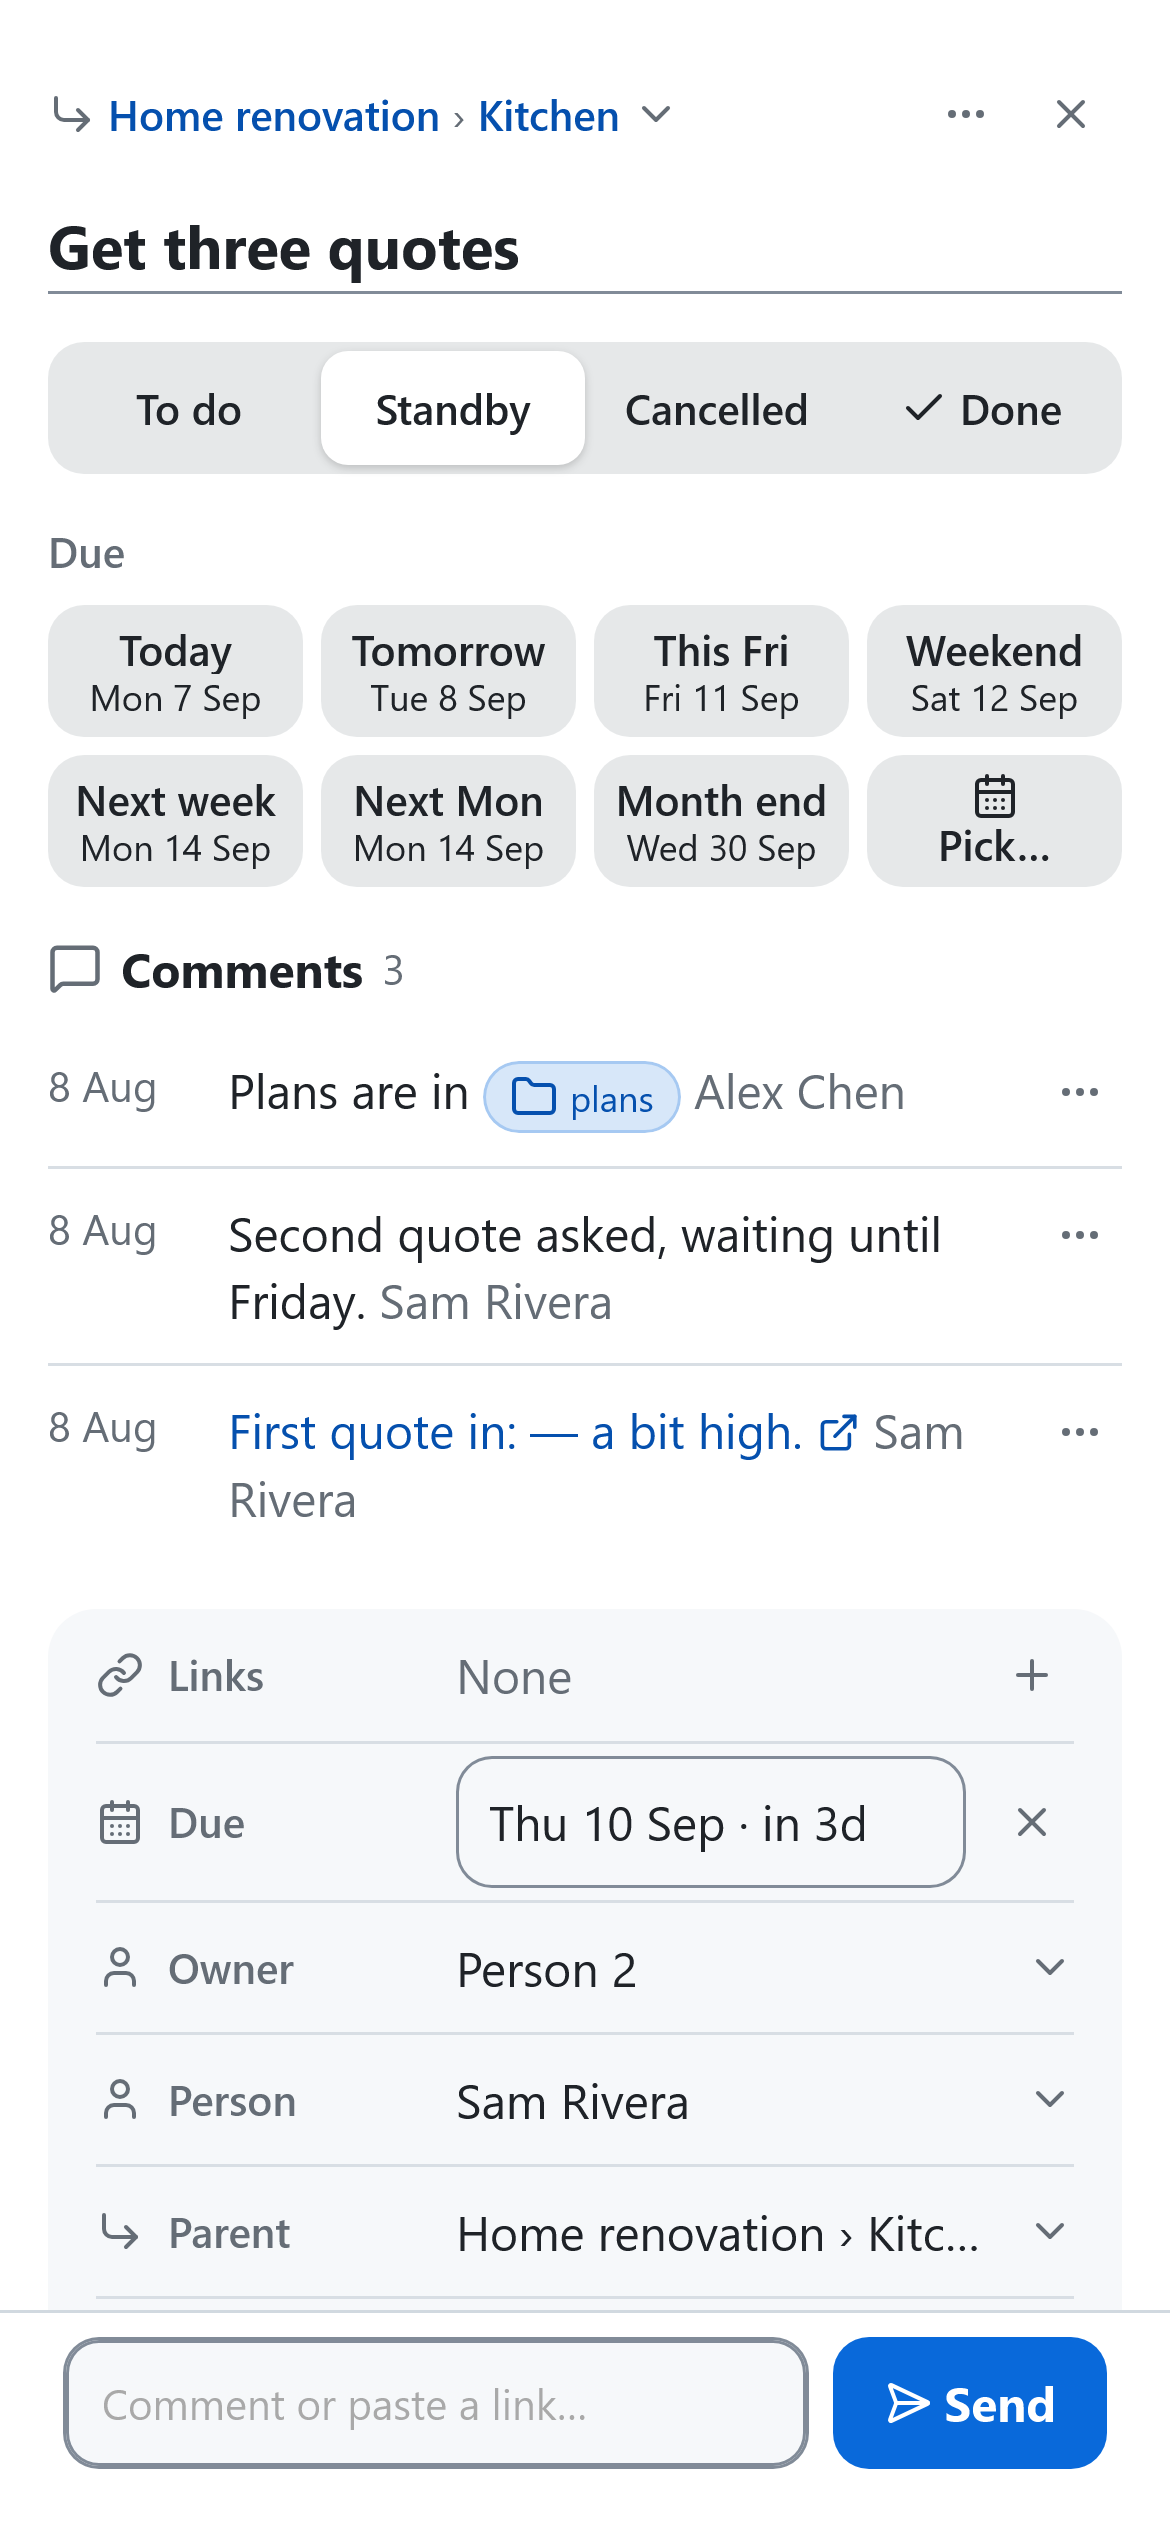 Home renovation › Kitchen
Get three quotes
To do Standby Cancelled Done
Due
Today Tomorrow This Fri Weekend
Mon 7 Sep Tue 8 Sep Fri 11 Sep Sat 12 Sep
Next week Next Mon Month end
Mon 14 Sep Mon 14 Sep Wed 30 Sep Pick...
Comments 3
8 Aug Plans are in plans Alex Chen
8 Aug Second quote asked, waiting until
Friday. Sam Rivera
8 Aug First quote in: — a bit high. Sam
Rivera
Links None
Due Thu 10 Sep · in 3d
Owner Person 2
Person Sam Rivera
Parent Home renovation › Kitc...
Comment or paste a link... Send